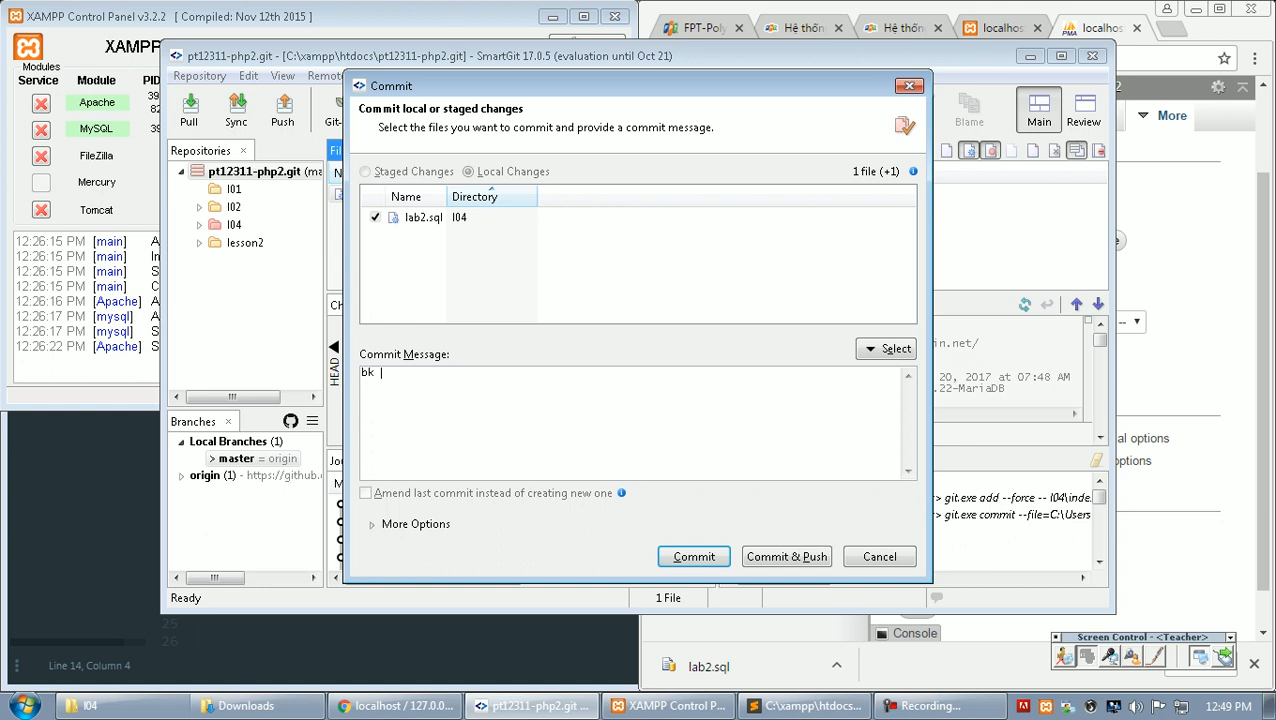 XAMPP Control Panel v3.2.2 [ Compiled: Nov 12th 2015 ]
Modules
Service Module PID
Apache
MySQL
FileZilla
Mercury
Tomcat
12:26:15 PM [main]
12:26:15 PM [main]
12:26:15 PM [main]
12:26:15 PM [main]
12:26:16 PM [Apache]
12:26:17 PM [mysql]
12:26:17 PM [mysql]
12:26:22 PM [Apache]
25
26
Line 14, Column 4
pt12311-php2.git - [C:\xampp\htdocs\pt12311-php2.git] - SmartGit 17.0.5 (evaluation until Oct 21)
Repository Edit View
Pull Sync Push
Blame Main Review
Repositories
pt12311-php2.git
l01
l02
l04
lesson2
Branches
Local Branches (1)
> master = origin
origin (1) - https://github.
HEAD
20, 2017 at 07:48 AM
.22-MariaDB
> git.exe add --force -- l04\inde
> git.exe commit --file=C:\Users
Ready
1 File
Commit
Commit local or staged changes
Select the files you want to commit and provide a commit message.
Staged Changes Local Changes 1 file (+1)
Name Directory
lab2.sql l04
Select
Commit Message:
bk
Amend last commit instead of creating new one
More Options
Commit Commit & Push Cancel
FPT-Poly Hệ thống Hệ thống localhos localhos
More
al options
options
Console
Screen Control - <Teacher>
lab2.sql
l04
Downloads
localhost / 127.0.0...
pt12311-php2.git ...
XAMPP Control P...
C:\xampp\htdocs...
Recording...
12:49 PM